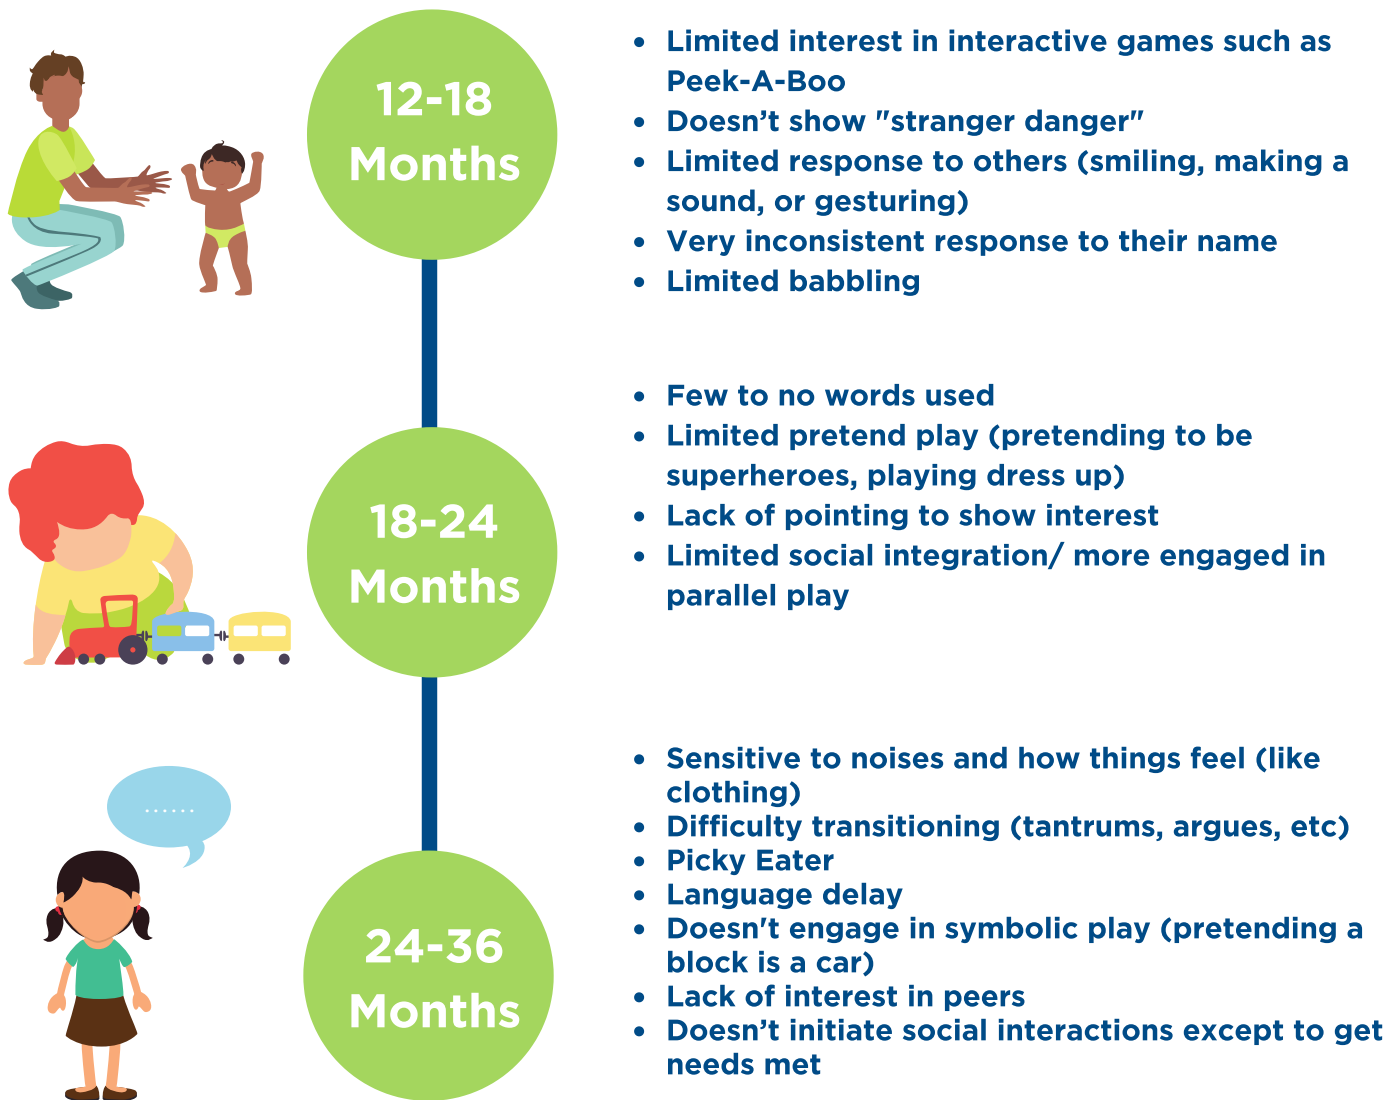 12-18
Months
• Limited interest in interactive games such as
Peek-A-Boo
• Doesn’t show "stranger danger"
• Limited response to others (smiling, making a
sound, or gesturing)
• Very inconsistent response to their name
• Limited babbling
18-24
Months
• Few to no words used
• Limited pretend play (pretending to be
superheroes, playing dress up)
• Lack of pointing to show interest
• Limited social integration/ more engaged in
parallel play
......
24-36
Months
• Sensitive to noises and how things feel (like
clothing)
• Difficulty transitioning (tantrums, argues, etc)
• Picky Eater
• Language delay
• Doesn't engage in symbolic play (pretending a
block is a car)
• Lack of interest in peers
• Doesn’t initiate social interactions except to get
needs met